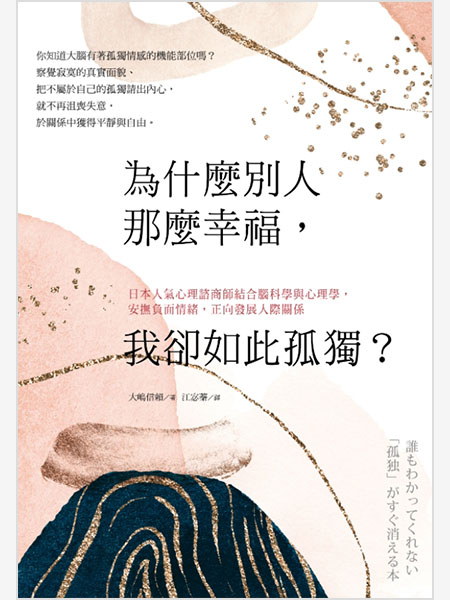 你知道大腦有著孤獨情感的機能部位嗎？
察覺寂寞的真實面貌、
把不屬於自己的孤獨請出內心，
就不再沮喪失意，
於關係中獲得平靜與自由。
為什麼別人
那麼幸福，
日本人氣心理諮商師結合腦科學與心理學，
安撫負面情緒，正向發展人際關係
我卻如此孤獨？
大嶋信賴／著 江宓蓁／譯
誰もわかってくれない
「孤独」がすぐ消える本